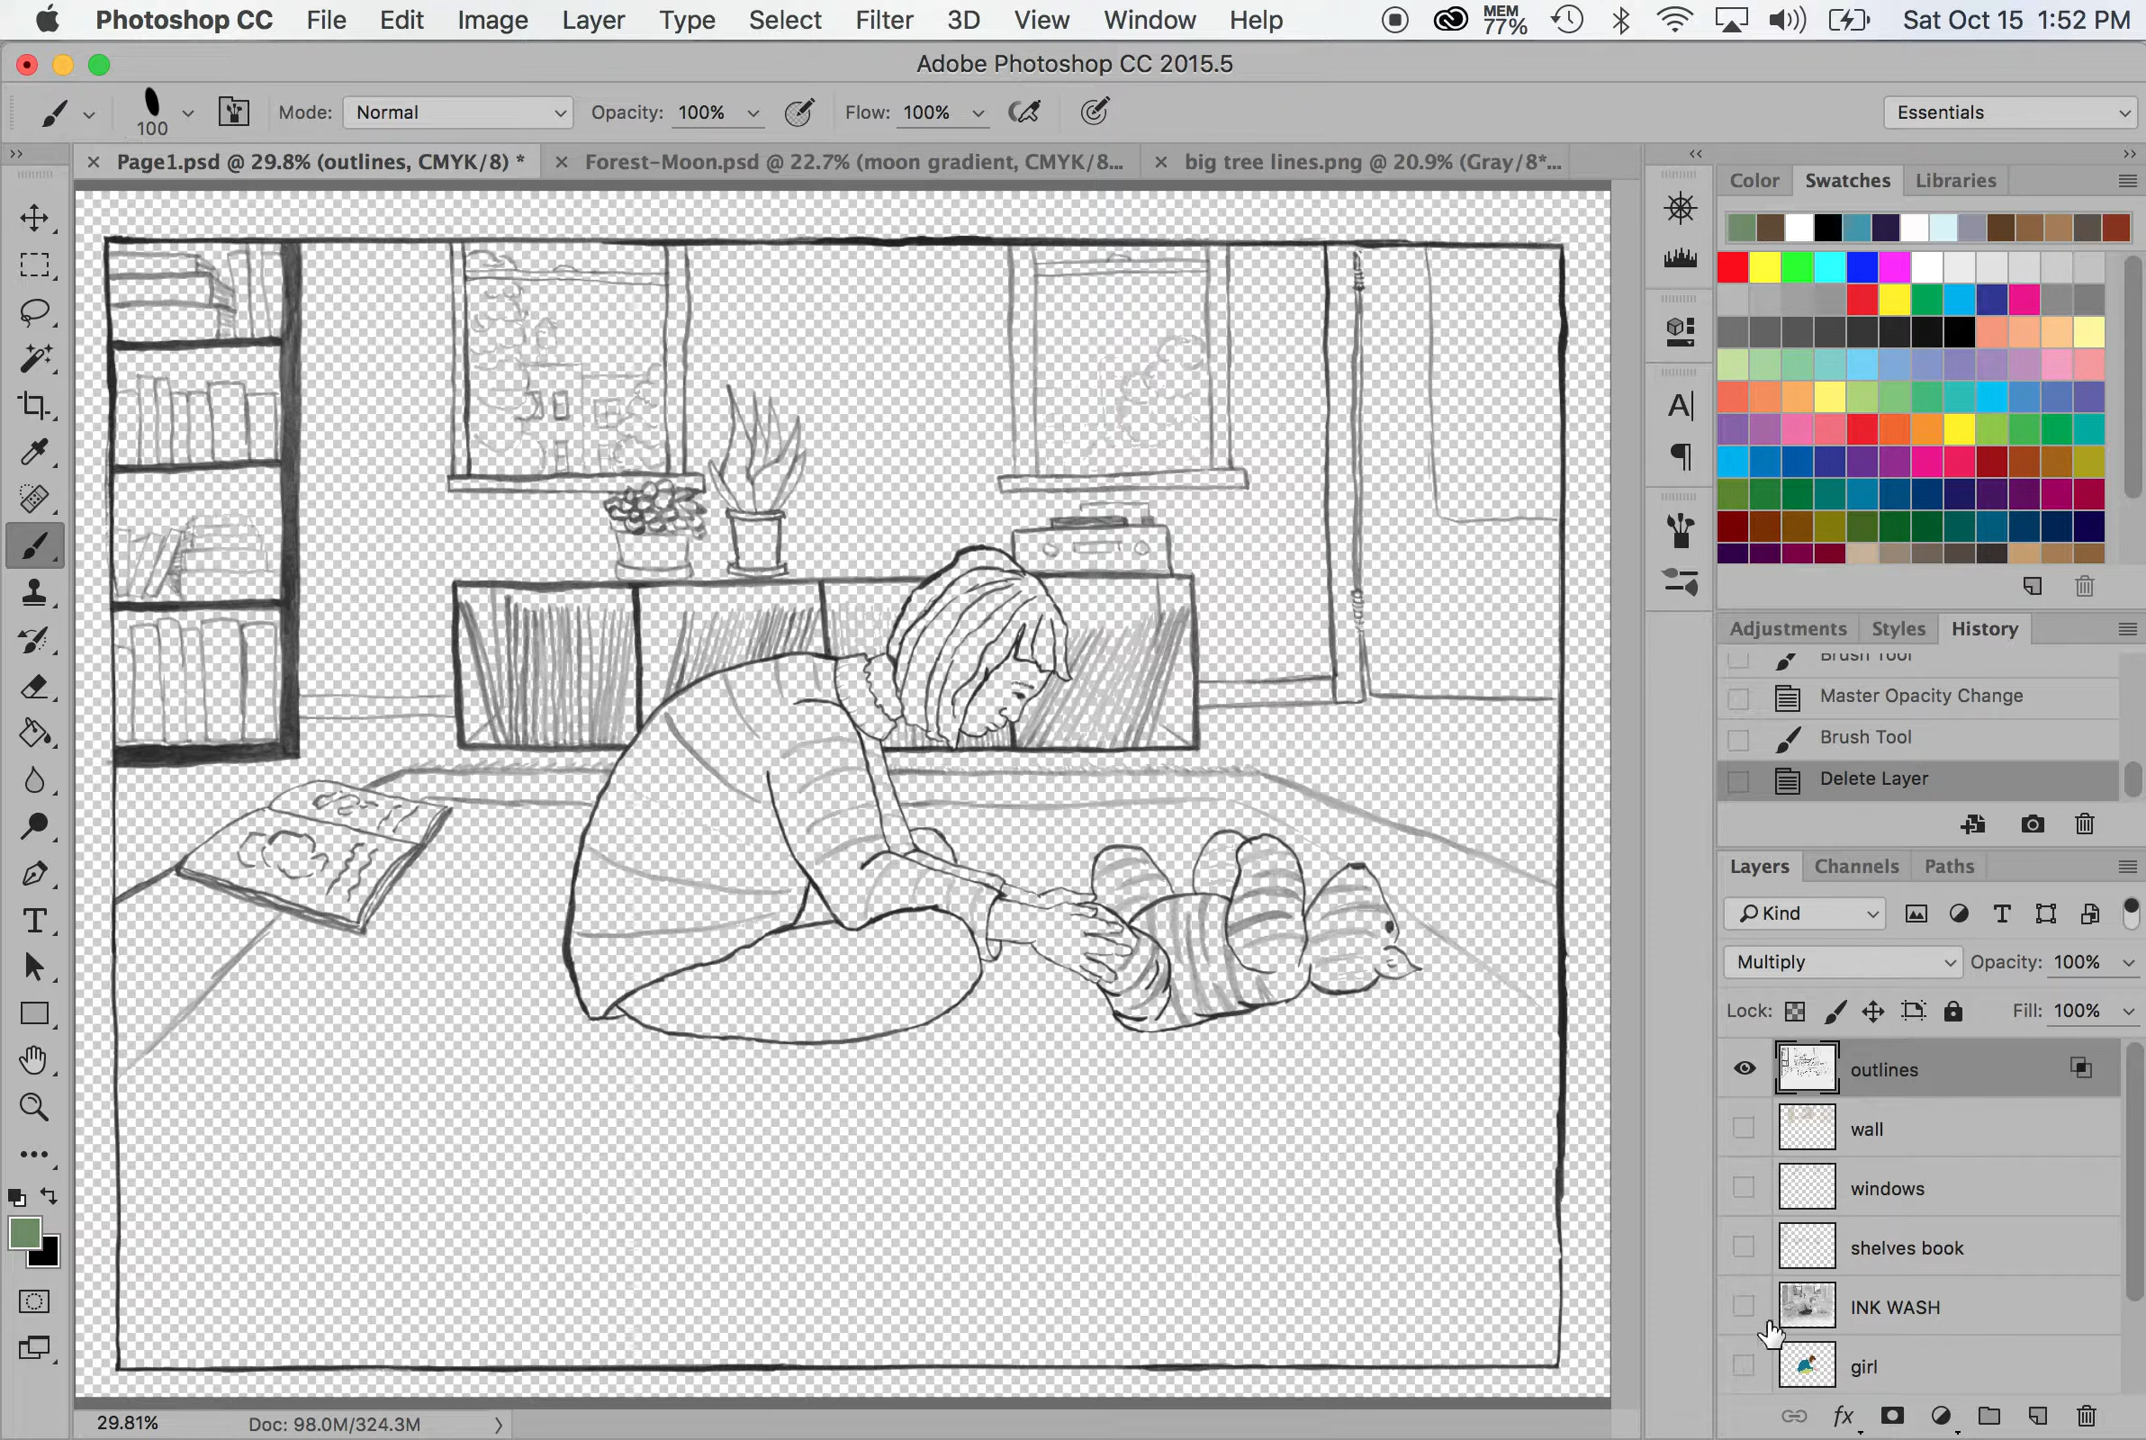 Photoshop CC File Edit Image Layer Type Select Filter 3D View Window Help MEM 77% Sat Oct 15 1:52 PM
Adobe Photoshop CC 2015.5
100 Mode: Normal Opacity: 100% Flow: 100% Essentials
× Page1.psd @ 29.8% (outlines, CMYK/8) * × Forest-Moon.psd @ 22.7% (moon gradient, CMYK/8... × big tree lines.png @ 20.9% (Gray/8*...
Color Swatches Libraries
Adjustments Styles History
Brush Tool
Master Opacity Change
Brush Tool
Delete Layer
Layers Channels Paths
Kind
Multiply Opacity: 100%
Lock: Fill: 100%
outlines
wall
windows
shelves book
INK WASH
girl
fx
29.81% Doc: 98.0M/324.3M